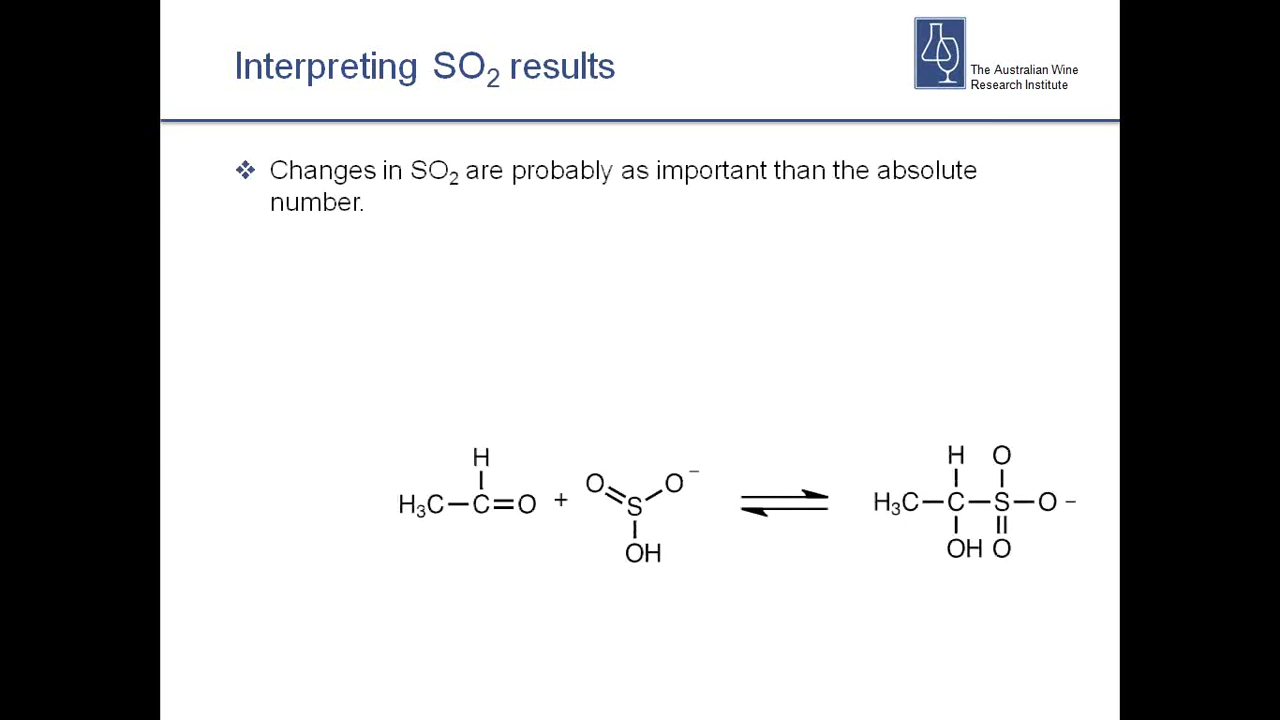 Interpreting SO₂ results
The Australian Wine
Research Institute
Changes in SO₂ are probably as important than the absolute
number.
H
H₃C–C=O + O=S–O⁻
OH
H O
H₃C–C–S–O –
OH O